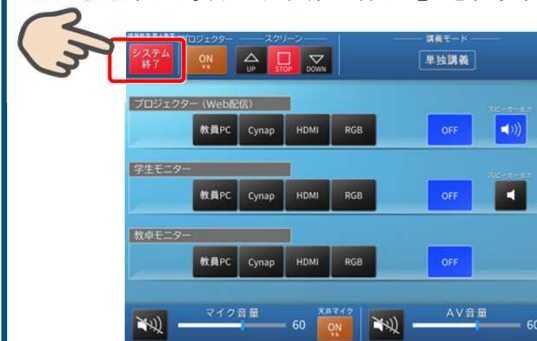 プロジェクター
スクリーン
講義モード
システム
終了
ON
UP
STOP
DOWN
単独講義
プロジェクター (Web配信)
教員PC
Cynap
HDMI
RGB
OFF
学生モニター
教員PC
Cynap
HDMI
RGB
OFF
教卓モニター
教員PC
Cynap
HDMI
RGB
OFF
マイク音量
60
天井マイク
ON
AV音量
60